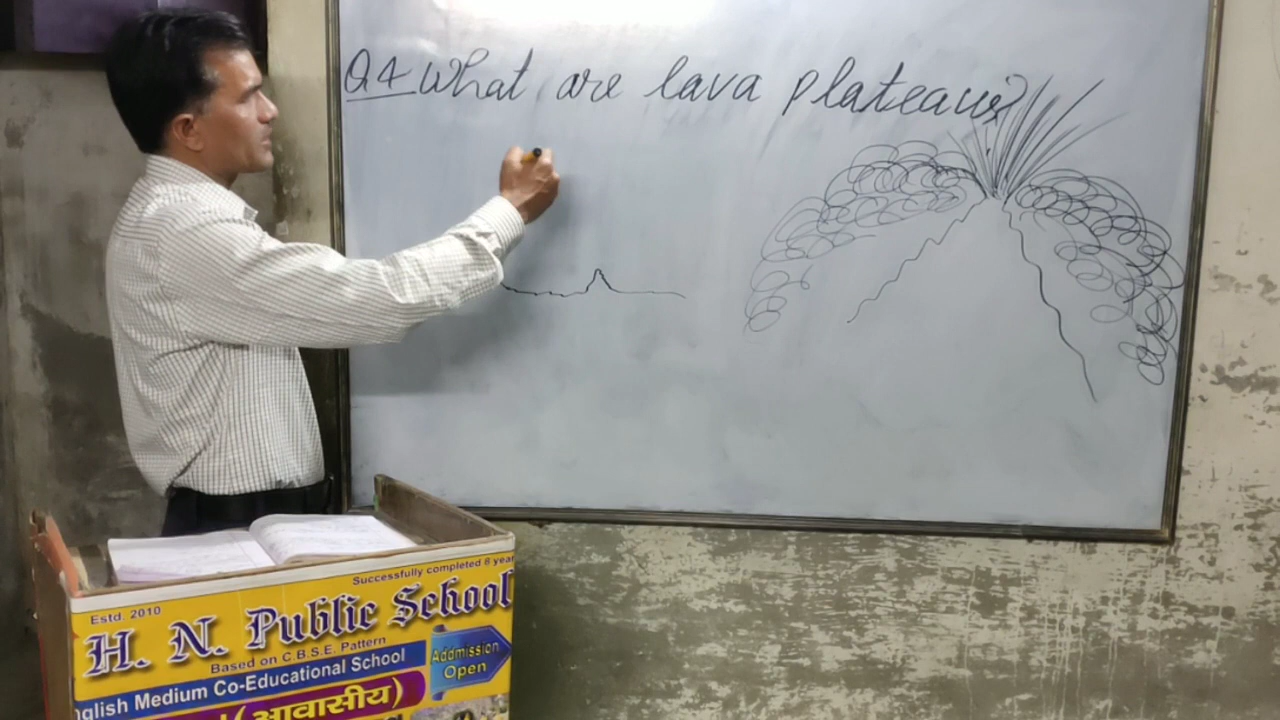 Q4 What are lava plateaus?
Estd. 2010
Successfully completed 8 year
H. N. Public School
Based on C.B.S.E. Pattern
nglish Medium Co-Educational School
Addmission
Open
(आवासीय)